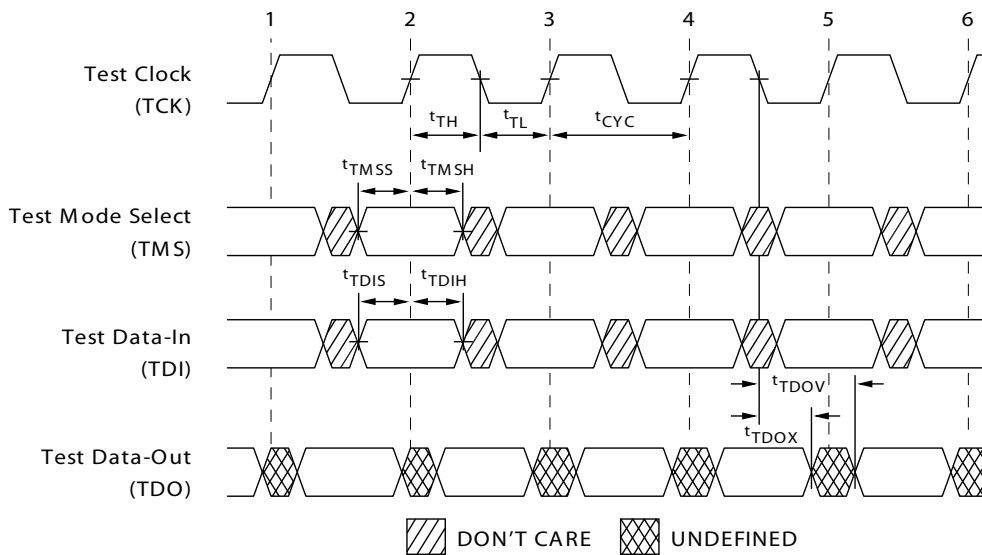 1 2 3 4 5 6
Test Clock
(TCK)
tTH tTL tCYC
tTMSS tTMSH
Test Mode Select
(TMS)
tTDIS tTDIH
Test Data-In
(TDI)
tTDOV
tTDOX
Test Data-Out
(TDO)
DON'T CARE UNDEFINED